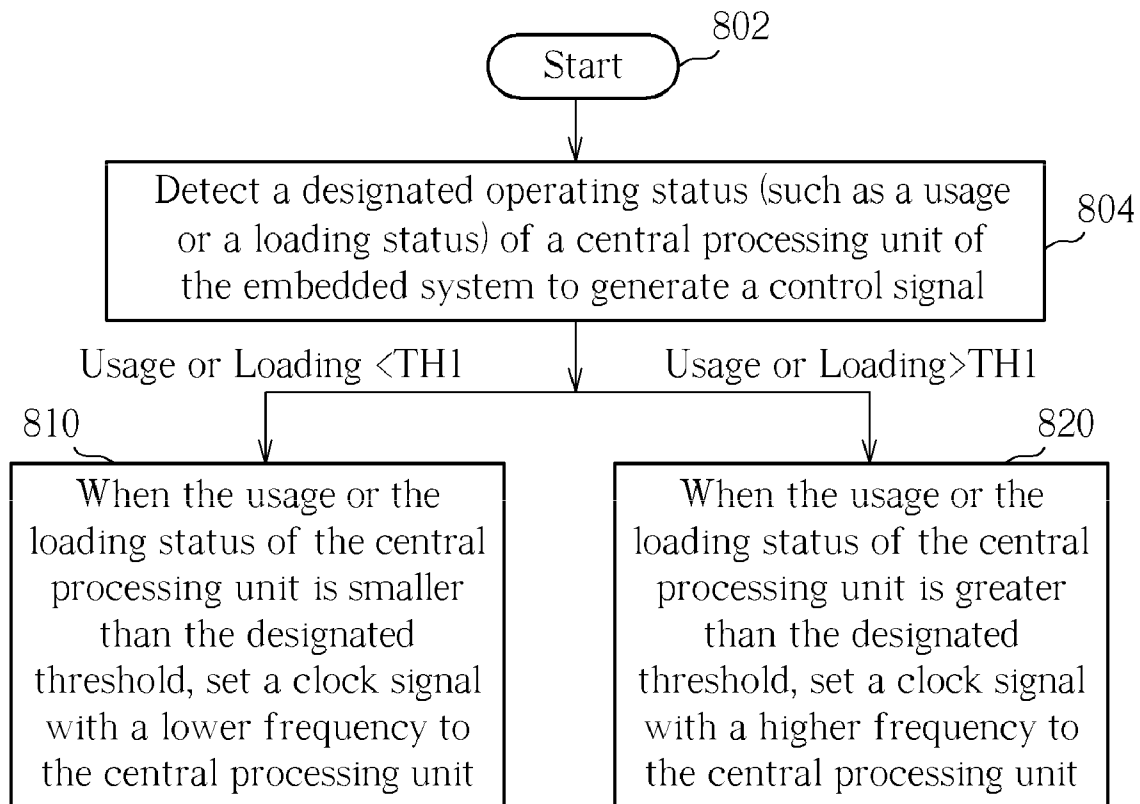 802
Start
Detect a designated operating status (such as a usage
or a loading status) of a central processing unit of
the embedded system to generate a control signal
804
Usage or Loading <TH1
Usage or Loading>TH1
810
When the usage or the
loading status of the central
processing unit is smaller
than the designated
threshold, set a clock signal
with a lower frequency to
the central processing unit
820
When the usage or the
loading status of the central
processing unit is greater
than the designated
threshold, set a clock signal
with a higher frequency to
the central processing unit